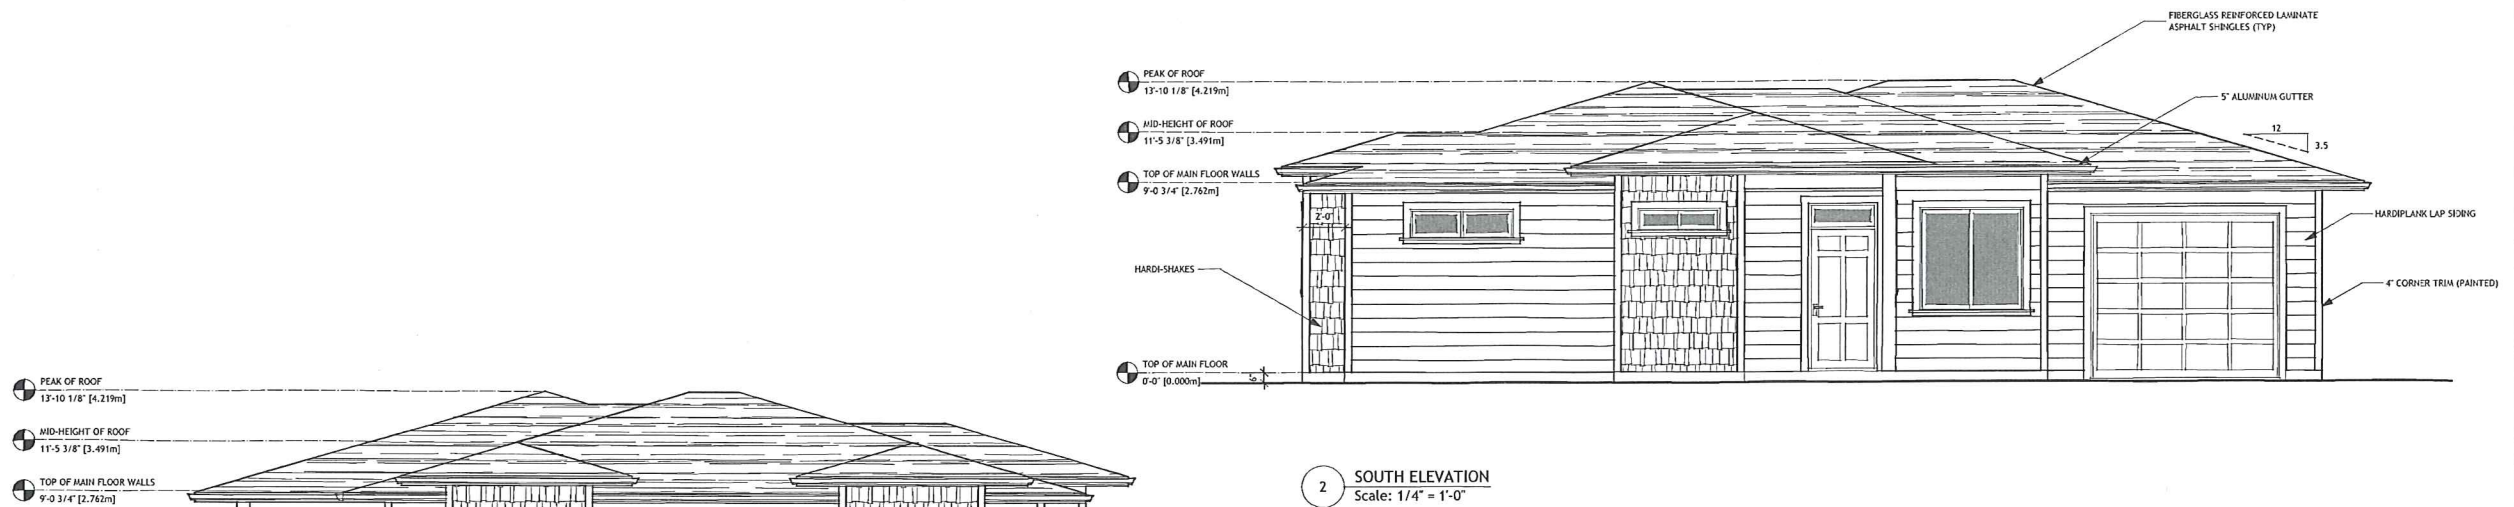 FIBERGLASS REINFORCED LAMINATE
ASPHALT SHINGLES (TYP)
PEAK OF ROOF
13'-10 1/8" [4.219m]
5" ALUMINUM GUTTER
MID-HEIGHT OF ROOF
11'-5 3/8" [3.491m]
12
3.5
TOP OF MAIN FLOOR WALLS
9'-0 3/4" [2.762m]
2'-0"
HARDIPLANK LAP SIDING
HARDI-SHAKES
4" CORNER TRIM (PAINTED)
TOP OF MAIN FLOOR
0'-0" [0.000m]
6"
PEAK OF ROOF
13'-10 1/8" [4.219m]
MID-HEIGHT OF ROOF
11'-5 3/8" [3.491m]
TOP OF MAIN FLOOR WALLS
9'-0 3/4" [2.762m]
2
SOUTH ELEVATION
Scale: 1/4" = 1'-0"